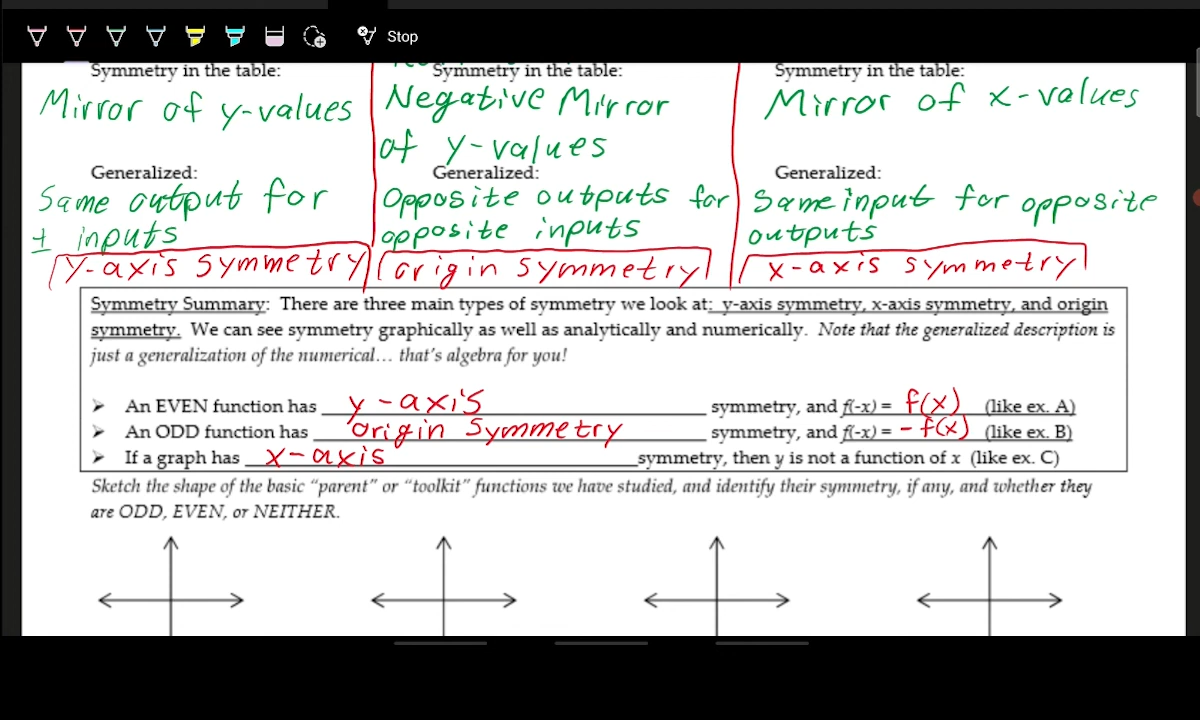 Stop
Symmetry in the table: Symmetry in the table: Symmetry in the table:
Mirror of y-values Negative Mirror Mirror of x-values
of y-values
Generalized: Generalized: Generalized:
Same output for Opposite outputs for Same input for opposite
± inputs opposite inputs outputs
y-axis symmetry origin symmetry x-axis symmetry
Symmetry Summary: There are three main types of symmetry we look at: y-axis symmetry, x-axis symmetry, and origin
symmetry. We can see symmetry graphically as well as analytically and numerically. Note that the generalized description is
just a generalization of the numerical… that's algebra for you!
➤ An EVEN function has y-axis symmetry, and f(-x) = f(x) (like ex. A)
➤ An ODD function has origin symmetry symmetry, and f(-x) = -f(x) (like ex. B)
➤ If a graph has x-axis symmetry, then y is not a function of x (like ex. C)
Sketch the shape of the basic "parent" or "toolkit" functions we have studied, and identify their symmetry, if any, and whether they
are ODD, EVEN, or NEITHER.